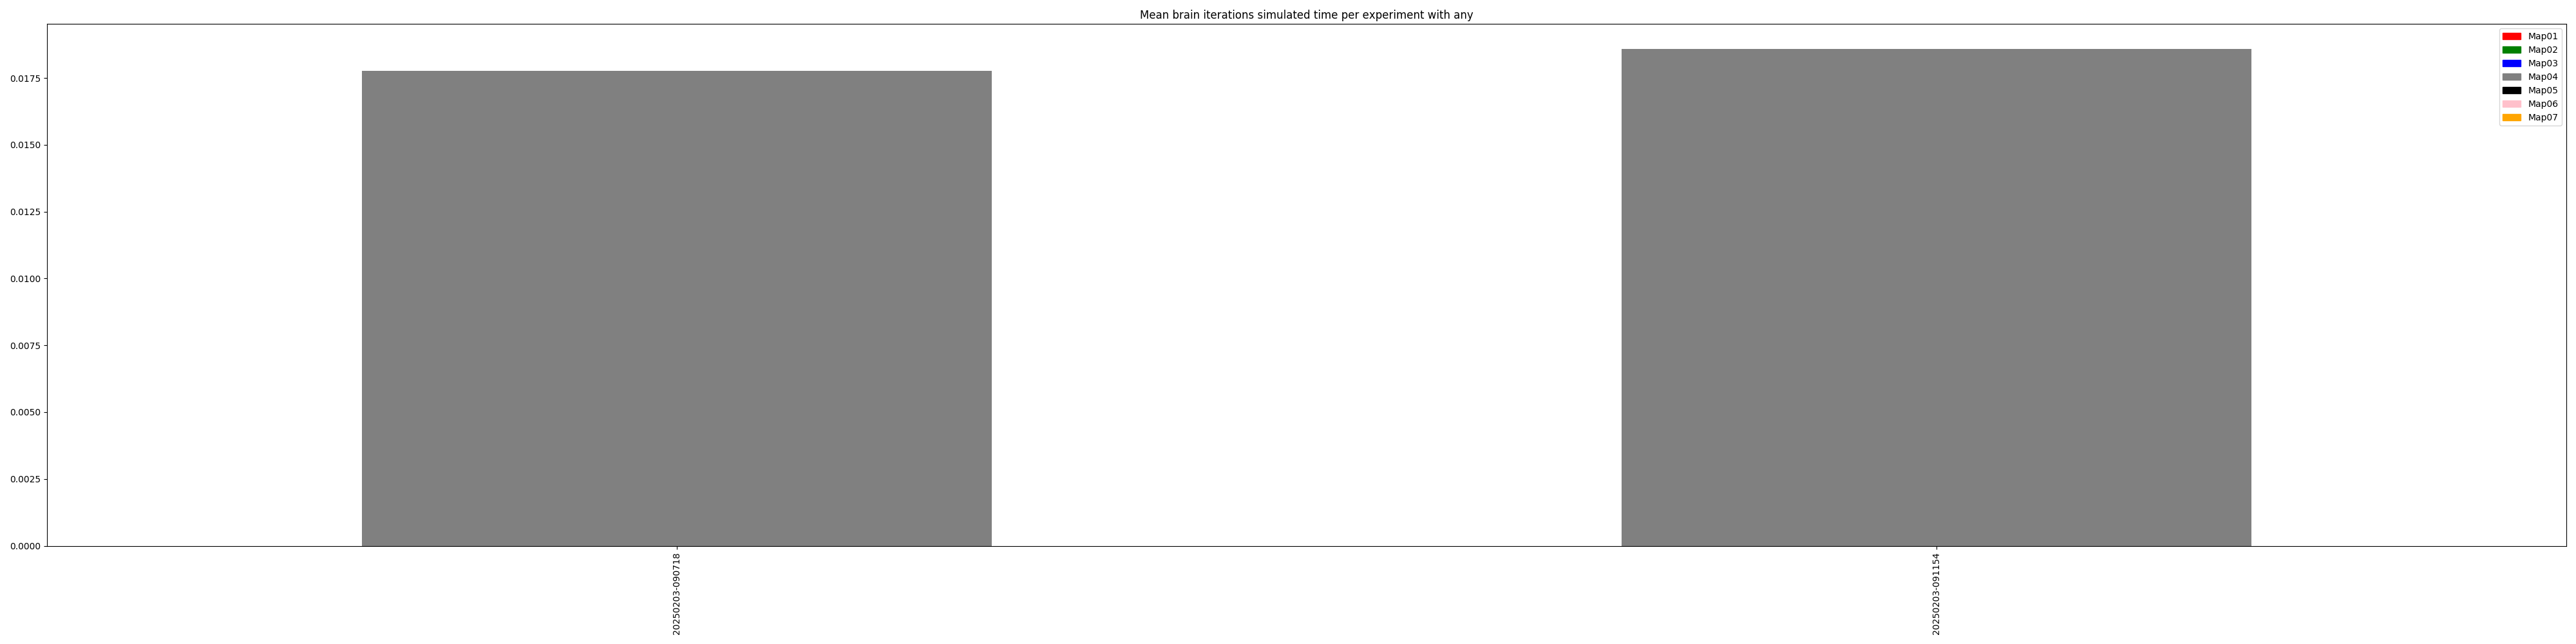 Mean brain iterations simulated time per experiment with any
Map01
Map02
Map03
Map04
Map05
Map06
Map07
0.0175
0.0150
0.0125
0.0100
0.0075
0.0050
0.0025
0.0000
20250203-090718
20250203-091154